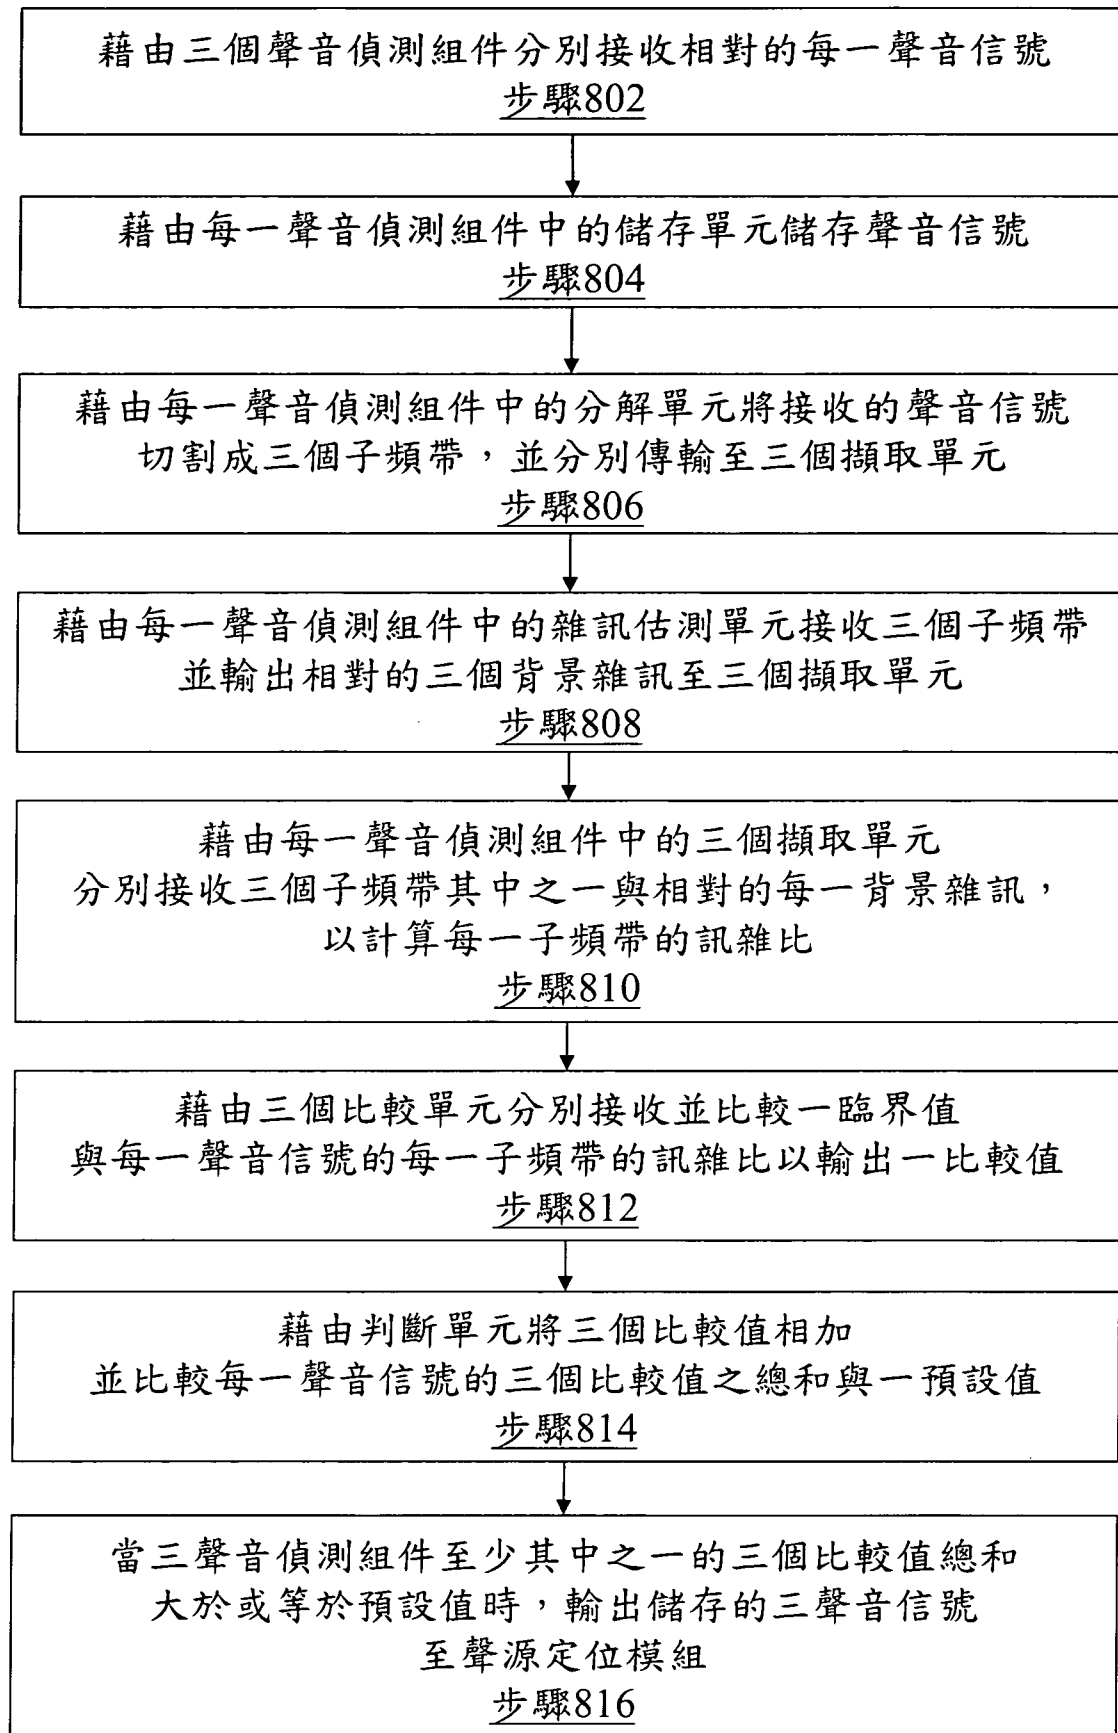 藉由三個聲音偵測組件分別接收相對的每一聲音信號
步驟802
藉由每一聲音偵測組件中的儲存單元儲存聲音信號
步驟804
藉由每一聲音偵測組件中的分解單元將接收的聲音信號
切割成三個子頻帶，並分別傳輸至三個擷取單元
步驟806
藉由每一聲音偵測組件中的雜訊估測單元接收三個子頻帶
並輸出相對的三個背景雜訊至三個擷取單元
步驟808
藉由每一聲音偵測組件中的三個擷取單元
分別接收三個子頻帶其中之一與相對的每一背景雜訊，
以計算每一子頻帶的訊雜比
步驟810
藉由三個比較單元分別接收並比較一臨界值
與每一聲音信號的每一子頻帶的訊雜比以輸出一比較值
步驟812
藉由判斷單元將三個比較值相加
並比較每一聲音信號的三個比較值之總和與一預設值
步驟814
當三聲音偵測組件至少其中之一的三個比較值總和
大於或等於預設值時，輸出儲存的三聲音信號
至聲源定位模組
步驟816